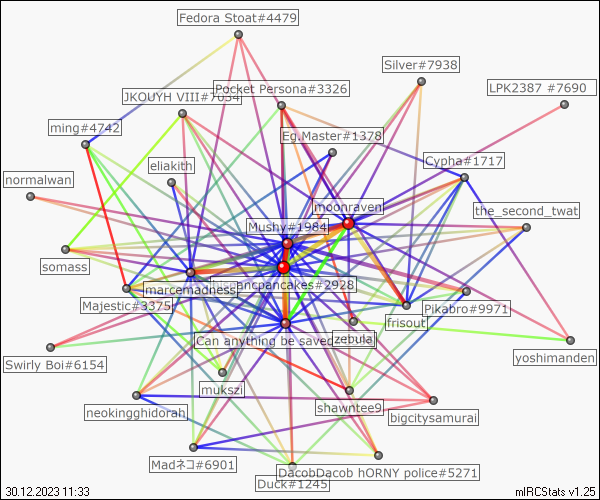 Fedora Stoat#4479
Silver#7938
Pocket Persona#3326
LPK2387 #7690
JKOUYH VIII#7034
ming#4742
Eg.Master#1378
Cypha#1717
eliakith
normalwan
moonraven
the_second_twat
Mushy#1984
somass
ancpancakes#2928
marcemadness
Majestic#3375
Pikabro#9971
frisout
Can anything be saved
zebula
yoshimanden
Swirly Boi#6154
mukszi
shawntee9
neokingghidorah
bigcitysamurai
Madネコ#6901
DacobDacob hORNY police#5271
Duck#1245
30.12.2023 11:33
mIRCStats v1.25